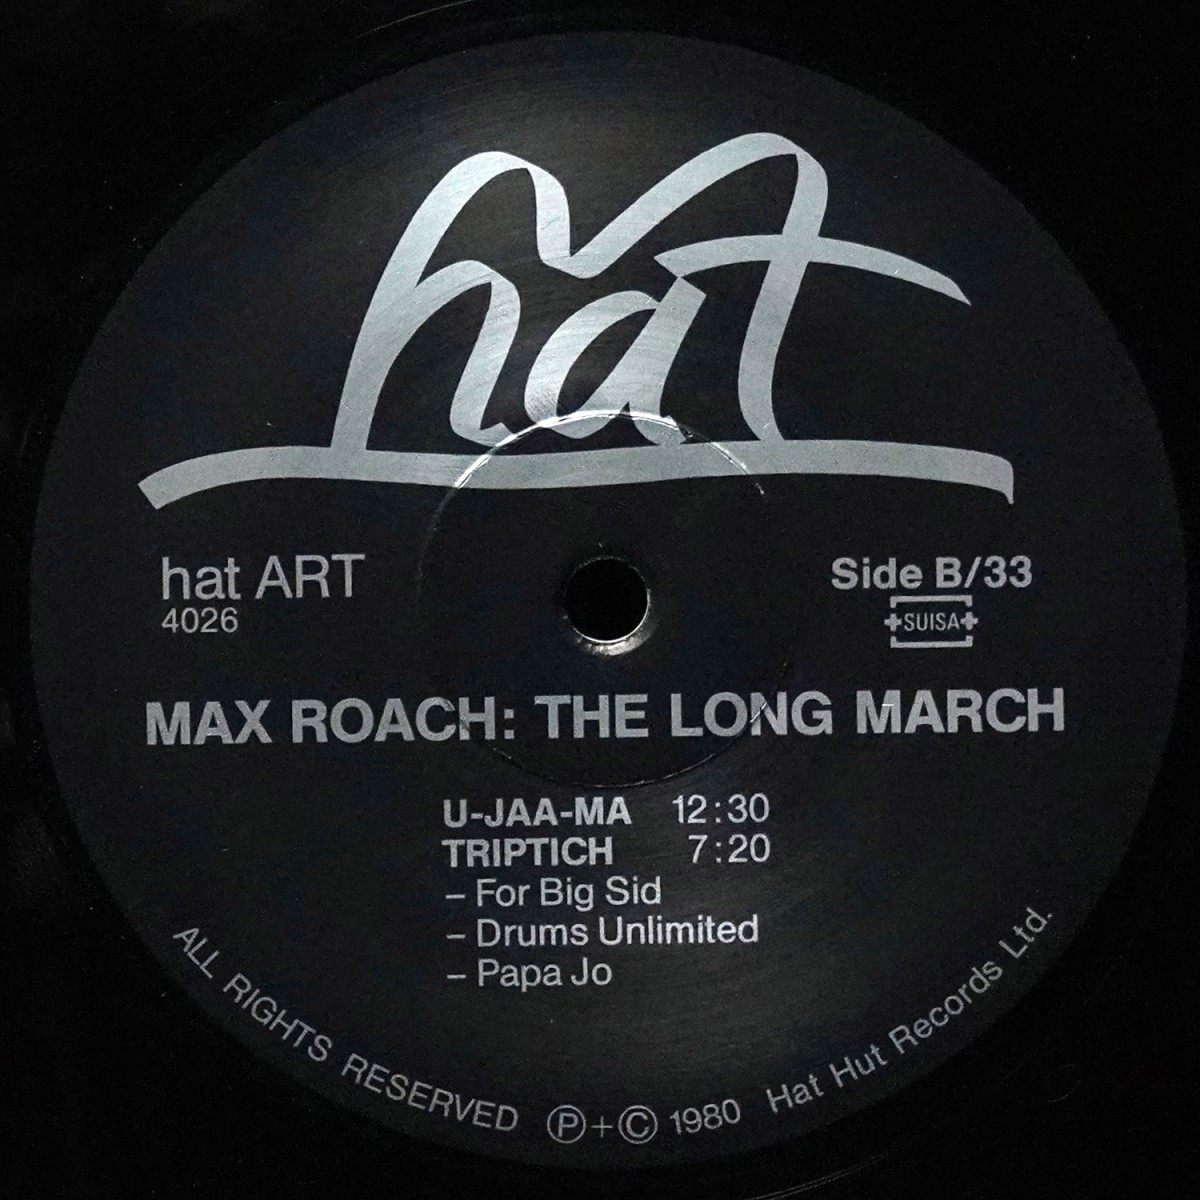 hat
hat ART
4026
Side B/33
SUISA
MAX ROACH: THE LONG MARCH
U-JAA-MA 12:30
TRIPTICH 7:20
– For Big Sid
– Drums Unlimited
– Papa Jo
ALL RIGHTS RESERVED Ⓟ+© 1980 Hat Hut Records Ltd.